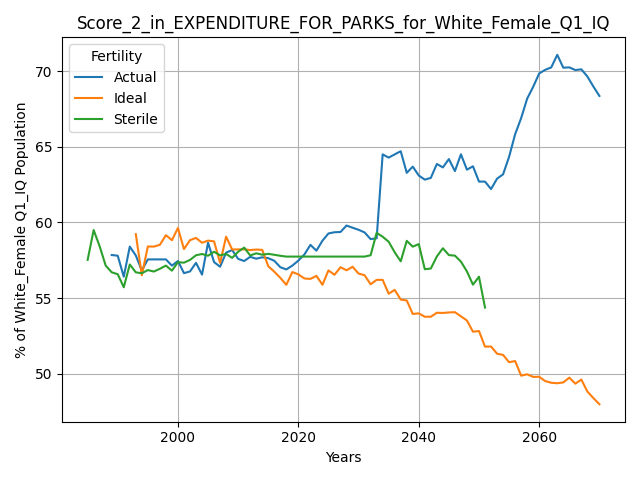 Score_2_in_EXPENDITURE_FOR_PARKS_for_White_Female_Q1_IQ
Fertility
Actual
Ideal
Sterile
% of White_Female Q1_IQ Population
70
65
60
55
50
2000
2020
2040
2060
Years